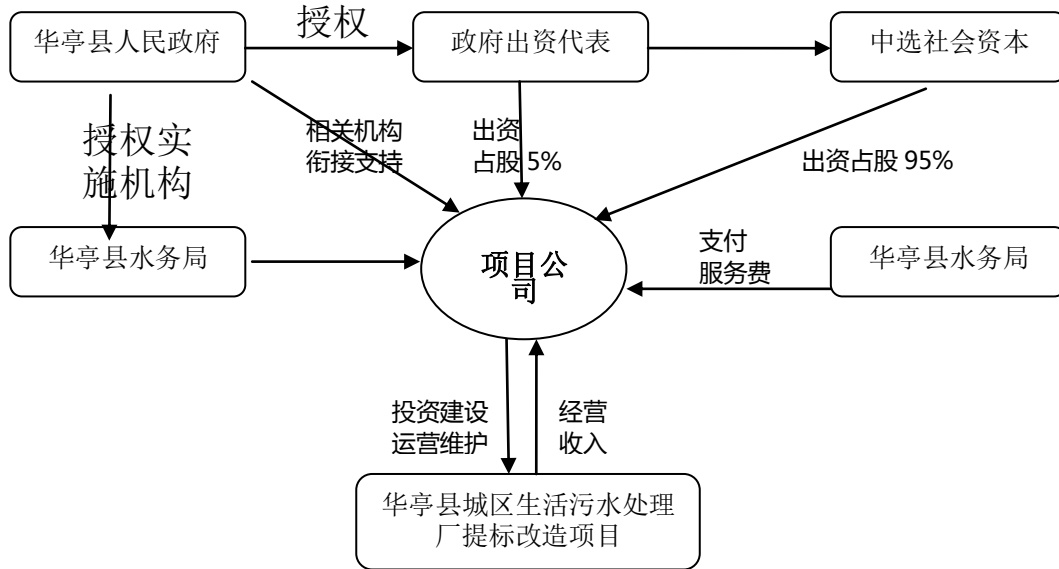 华亭县人民政府
授权
政府出资代表
中选社会资本
授权实
施机构
相关机构
衔接支持
出资
占股 5%
出资占股 95%
华亭县水务局
项目公
司
支付
服务费
华亭县水务局
投资建设
运营维护
经营
收入
华亭县城区生活污水处理
厂提标改造项目